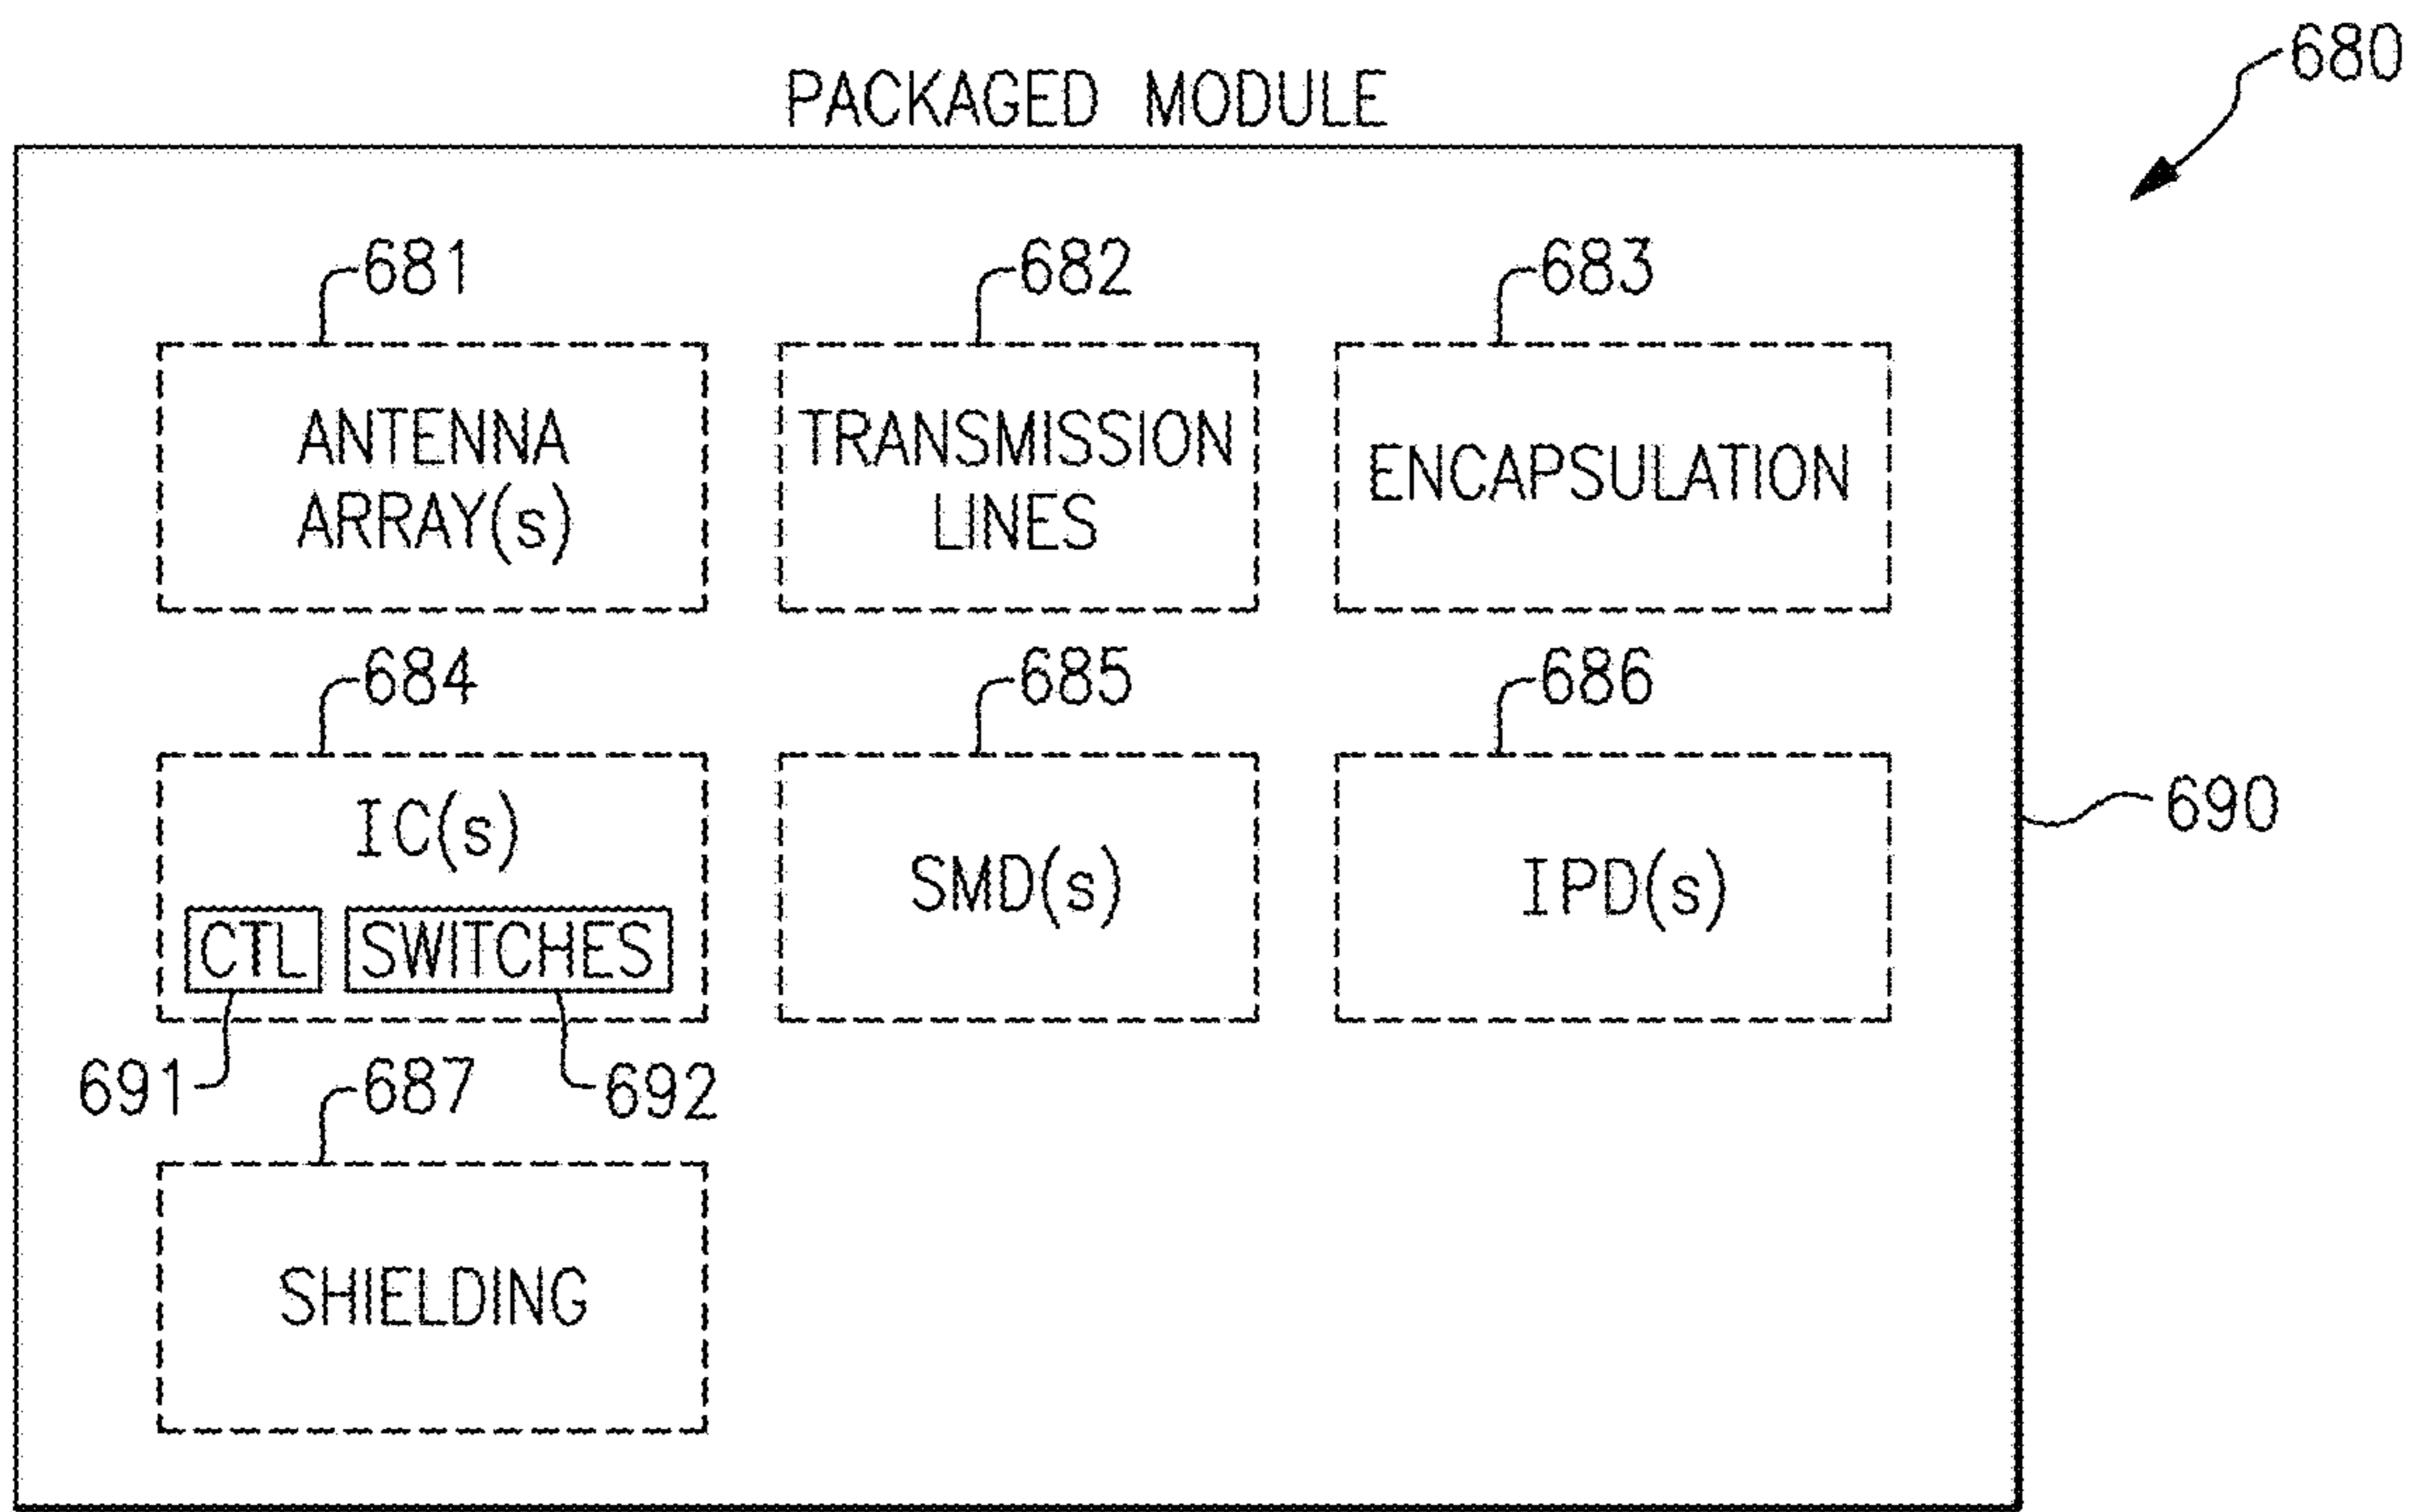 680
PACKAGED MODULE
681
682
683
ANTENNA
ARRAY(s)
TRANSMISSION
LINES
ENCAPSULATION
684
685
686
IC(s)
CTL
SWITCHES
SMD(s)
IPD(s)
690
691
687
692
SHIELDING